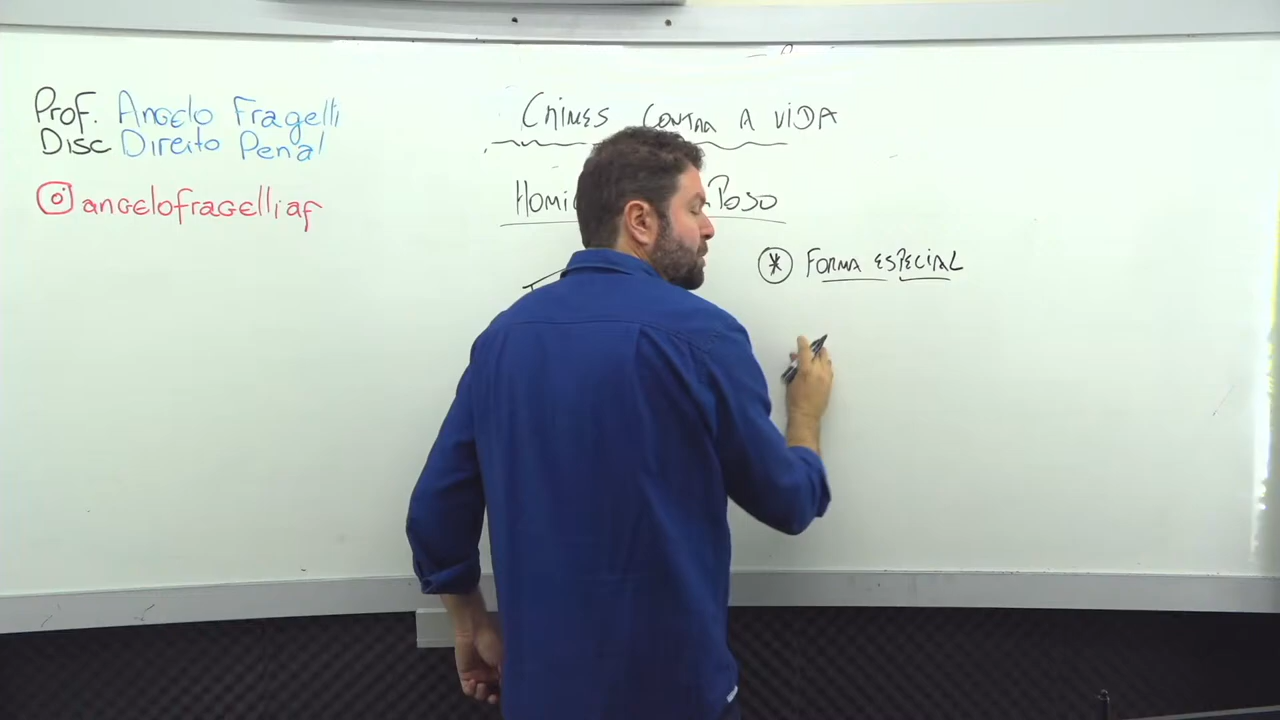 Prof. Angelo Fragelli
Disc Direito Penal
angelofragelliaf
CRIMES CONTRA A VIDA
* FORMA ESPECIAL